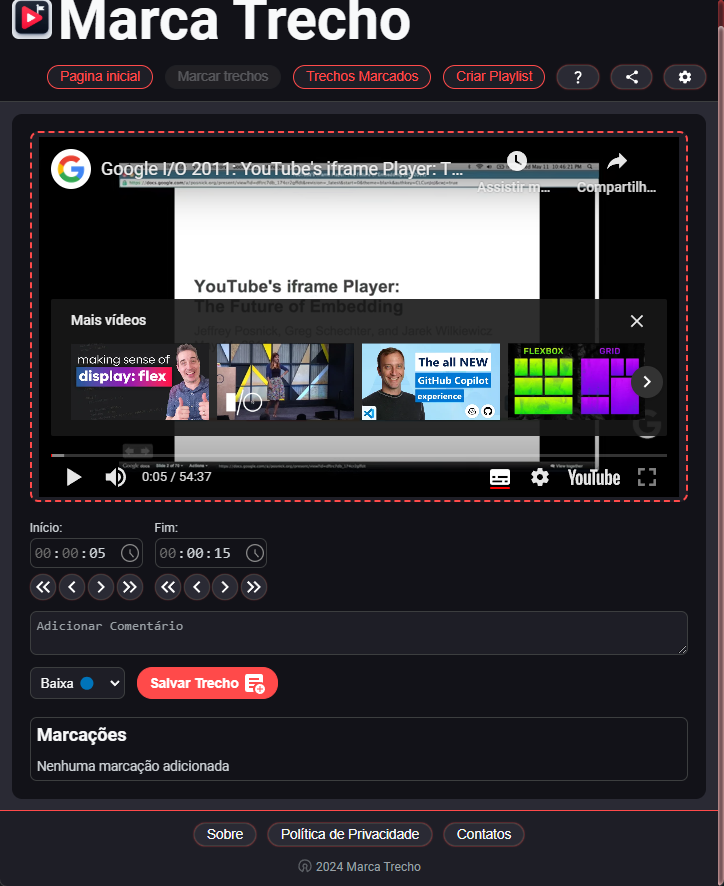 Marca Trecho
Pagina inicial
Marcar trechos
Trechos Marcados
Criar Playlist
?
Google I/O 2011: YouTube's iframe Player: T...
Assistir m...
Compartilh...
YouTube's iframe Player:
The Future of Embedding
Jeffrey Posnick, Greg Schechter, and Jarek Wilkiewicz
Mais vídeos
making sense of
display: flex
I/O
The all NEW
GitHub Copilot
experience
FLEXBOX
GRID
0:05 / 54:37
YouTube
Início:
Fim:
00:00:05
00:00:15
Adicionar Comentário
Baixa
Salvar Trecho
Marcações
Nenhuma marcação adicionada
Sobre
Política de Privacidade
Contatos
2024 Marca Trecho